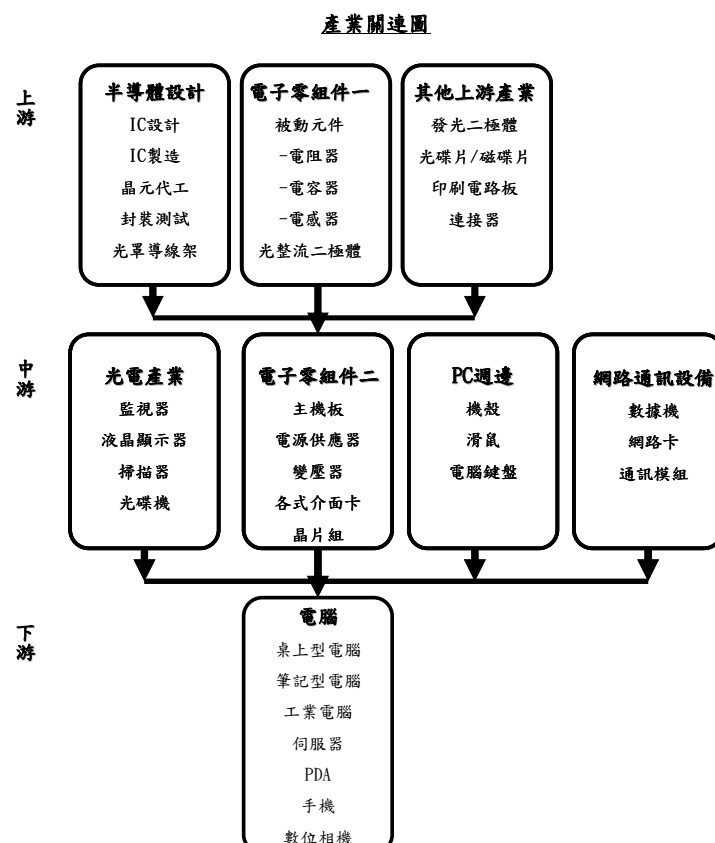 產業關連圖
上游
半導體設計
IC設計
IC製造
晶元代工
封裝測試
光罩導線架
電子零組件一
被動元件
-電阻器
-電容器
-電感器
光整流二極體
其他上游產業
發光二極體
光碟片/磁碟片
印刷電路板
連接器
中游
光電產業
監視器
液晶顯示器
掃描器
光碟機
電子零組件二
主機板
電源供應器
變壓器
各式介面卡
晶片組
PC週邊
機殼
滑鼠
電腦鍵盤
網路通訊設備
數據機
網路卡
通訊模組
下游
電腦
桌上型電腦
筆記型電腦
工業電腦
伺服器
PDA
手機
數位相機